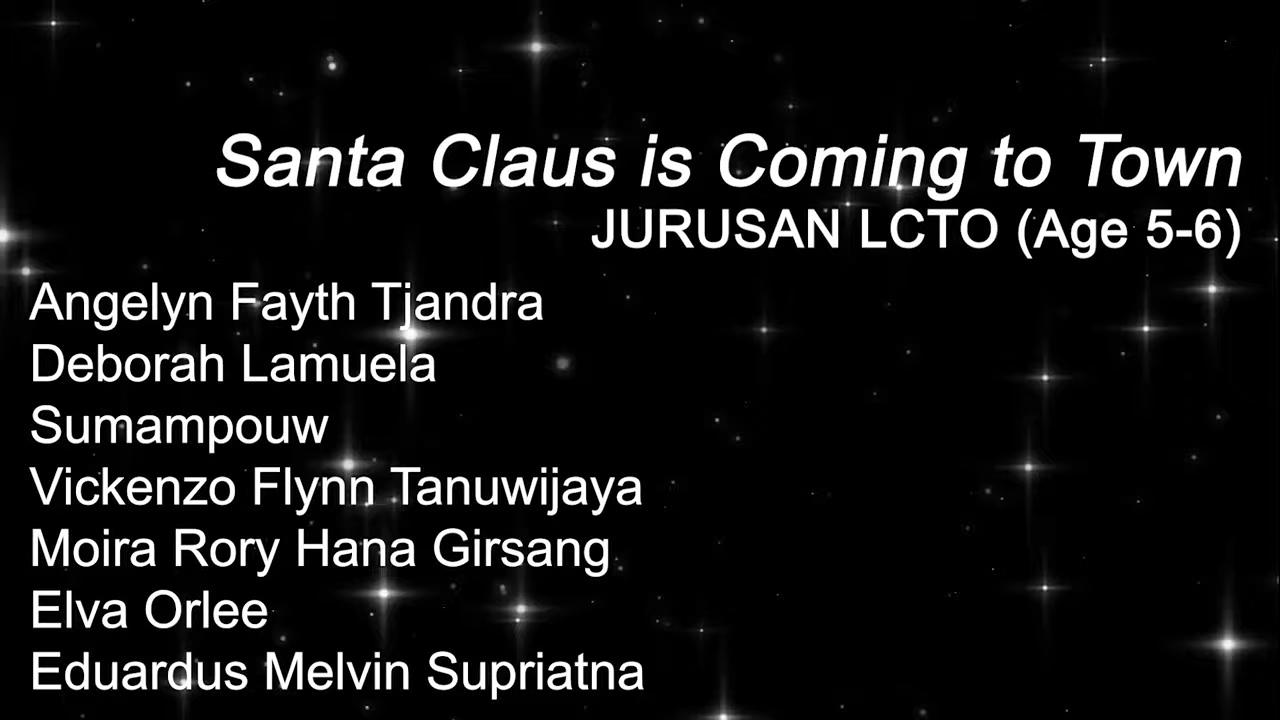 Santa Claus is Coming to Town
JURUSAN LCTO (Age 5-6)
Angelyn Fayth Tjandra
Deborah Lamuela
Sumampouw
Vickenzo Flynn Tanuwijaya
Moira Rory Hana Girsang
Elva Orlee
Eduardus Melvin Supriatna